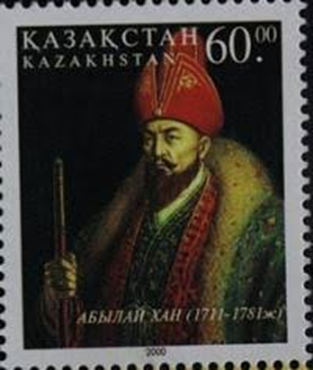 ҚАЗАҚСТАН 60.00
KAZAKHSTAN
АБЫЛАЙ ХАН (1711-1781ж)
2000